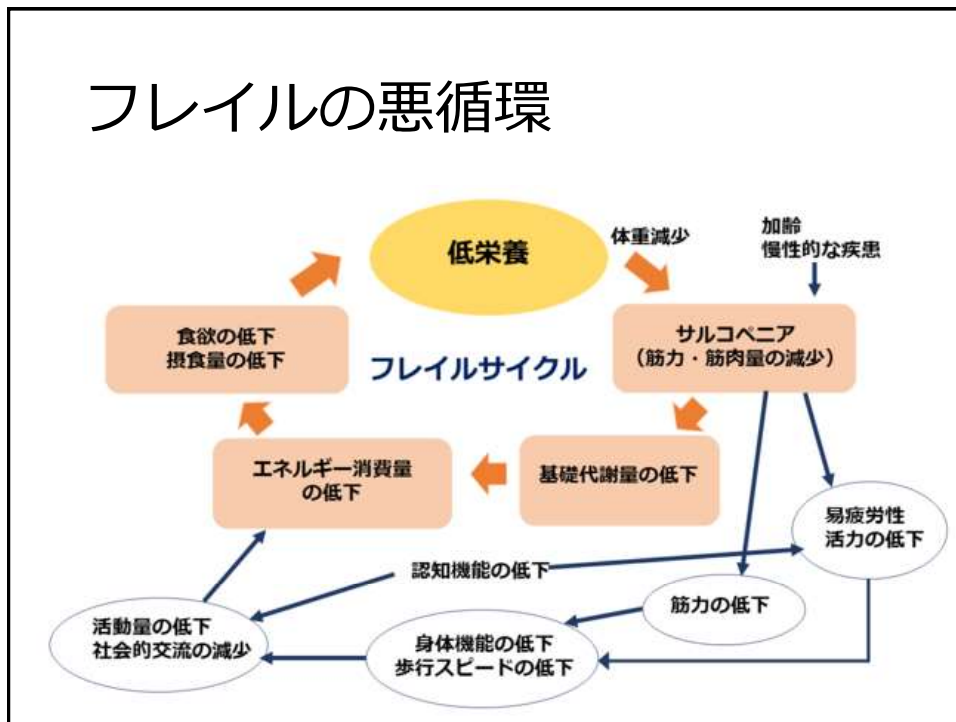 フレイルの悪循環
低栄養
体重減少
加齢
慢性的な疾患
サルコペニア
（筋力・筋肉量の減少）
食欲の低下
摂食量の低下
フレイルサイクル
エネルギー消費量
の低下
基礎代謝量の低下
易疲労性
活力の低下
認知機能の低下
筋力の低下
活動量の低下
社会的交流の減少
身体機能の低下
歩行スピードの低下